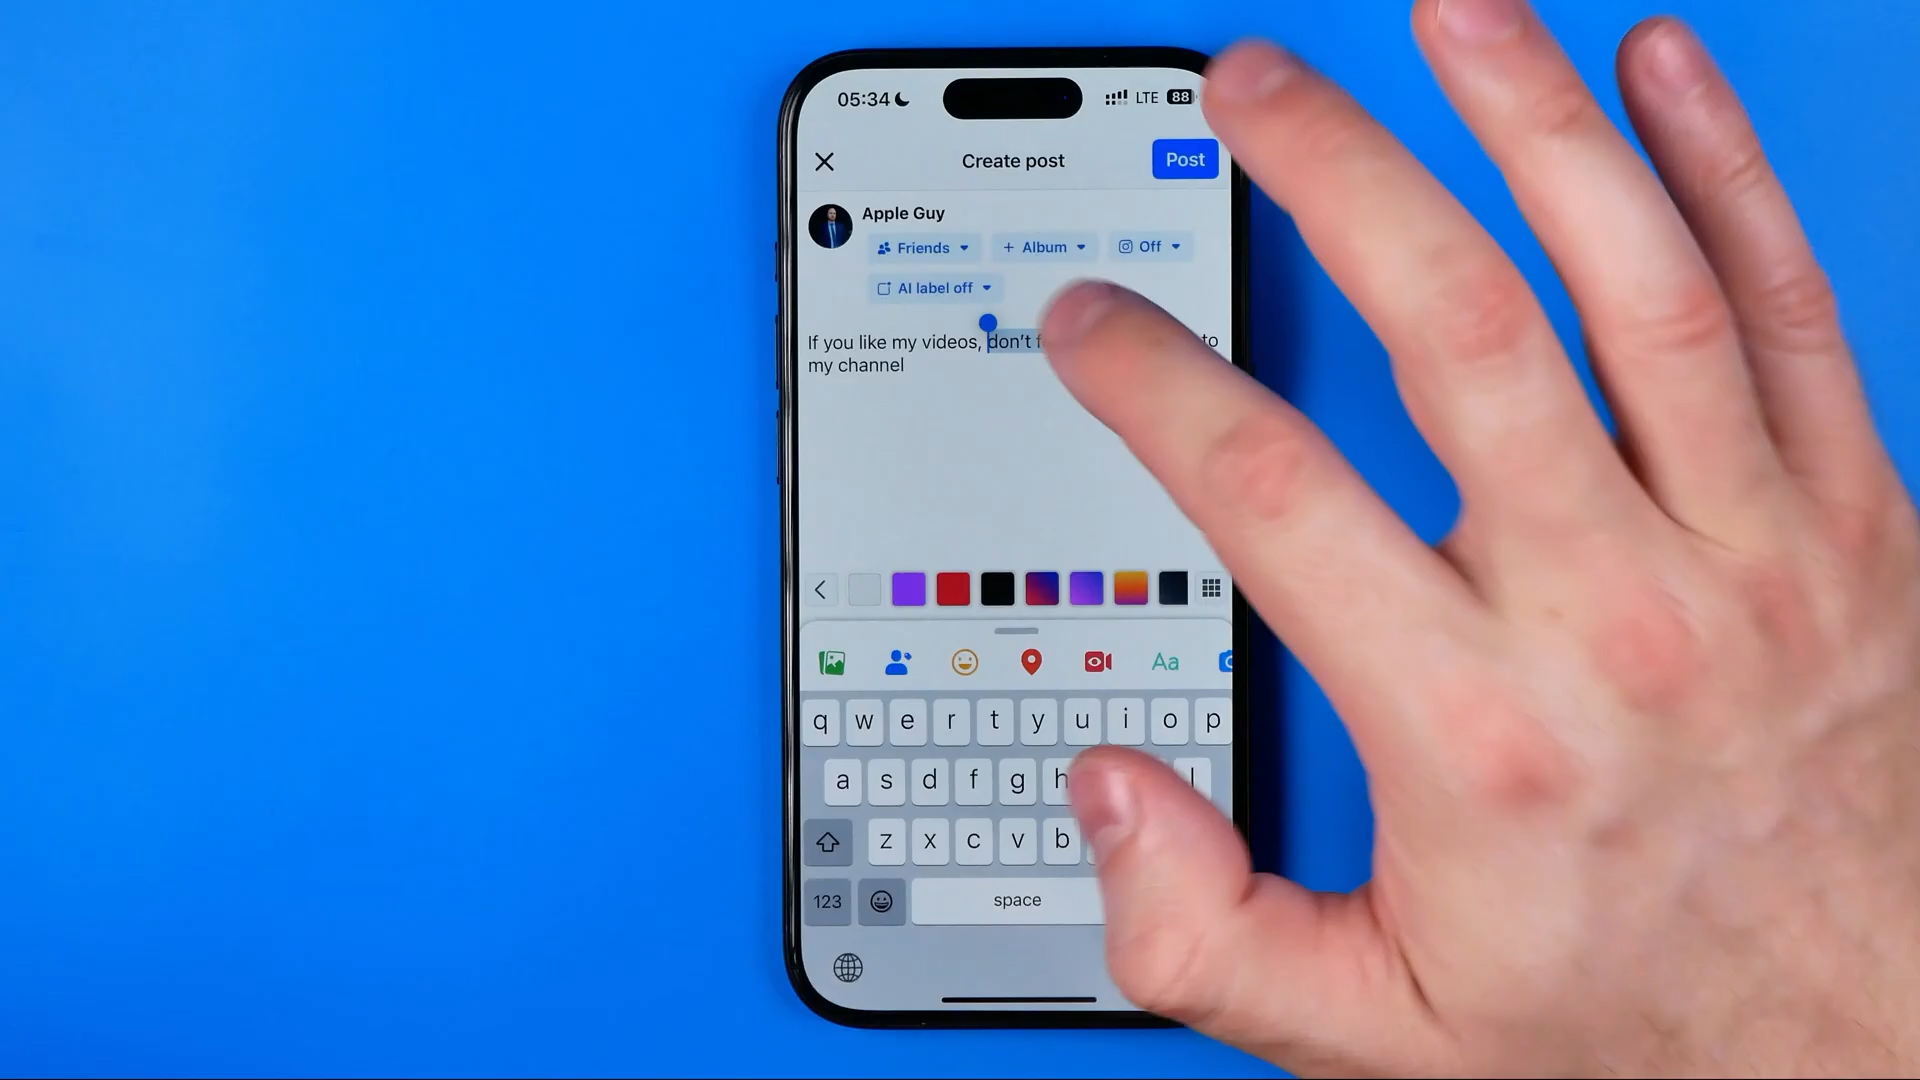 05:34 LTE 88
Create post Post
Apple Guy
Friends + Album Off
AI label off
If you like my videos, don't to
my channel
Aa
q w e r t y u i o p
a s d f g h l
z x c v b
123 space